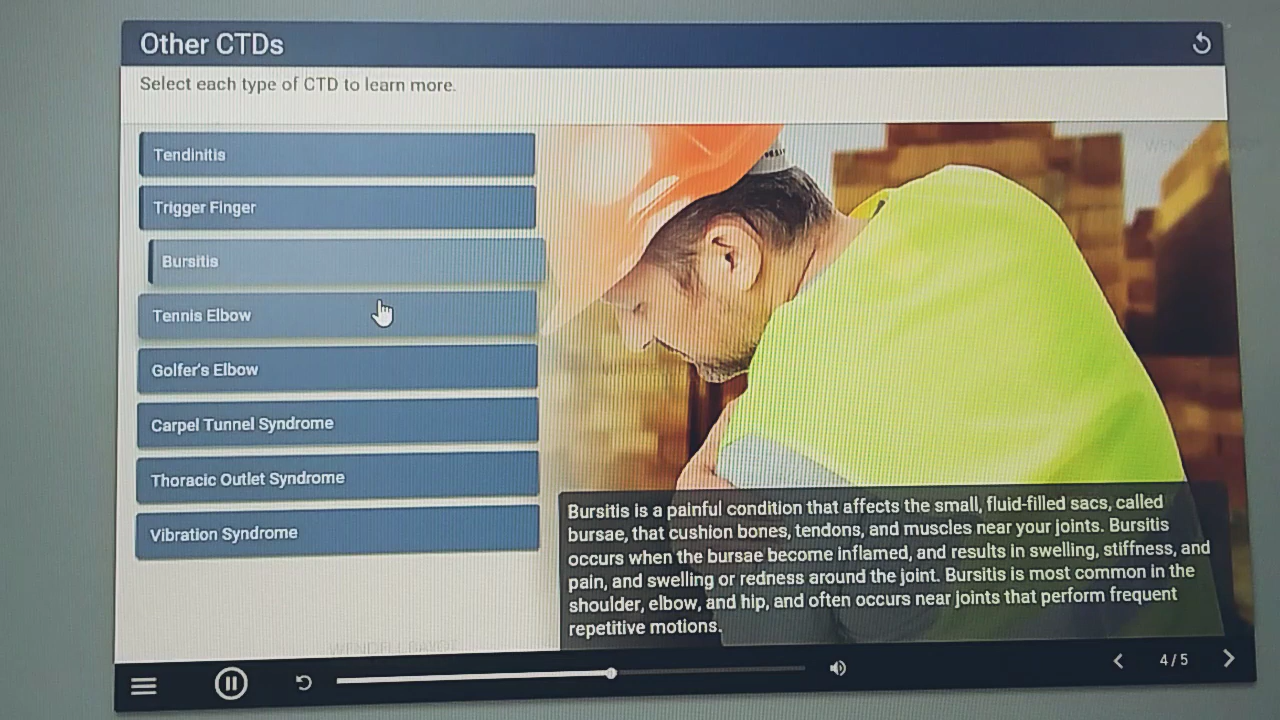 Other CTDs
Select each type of CTD to learn more.
Tendinitis
Trigger Finger
Bursitis
Tennis Elbow
Golfer's Elbow
Carpel Tunnel Syndrome
Thoracic Outlet Syndrome
Vibration Syndrome
Bursitis is a painful condition that affects the small, fluid-filled sacs, called
bursae, that cushion bones, tendons, and muscles near your joints. Bursitis
occurs when the bursae become inflamed, and results in swelling, stiffness, and
pain, and swelling or redness around the joint. Bursitis is most common in the
shoulder, elbow, and hip, and often occurs near joints that perform frequent
repetitive motions.
4 / 5